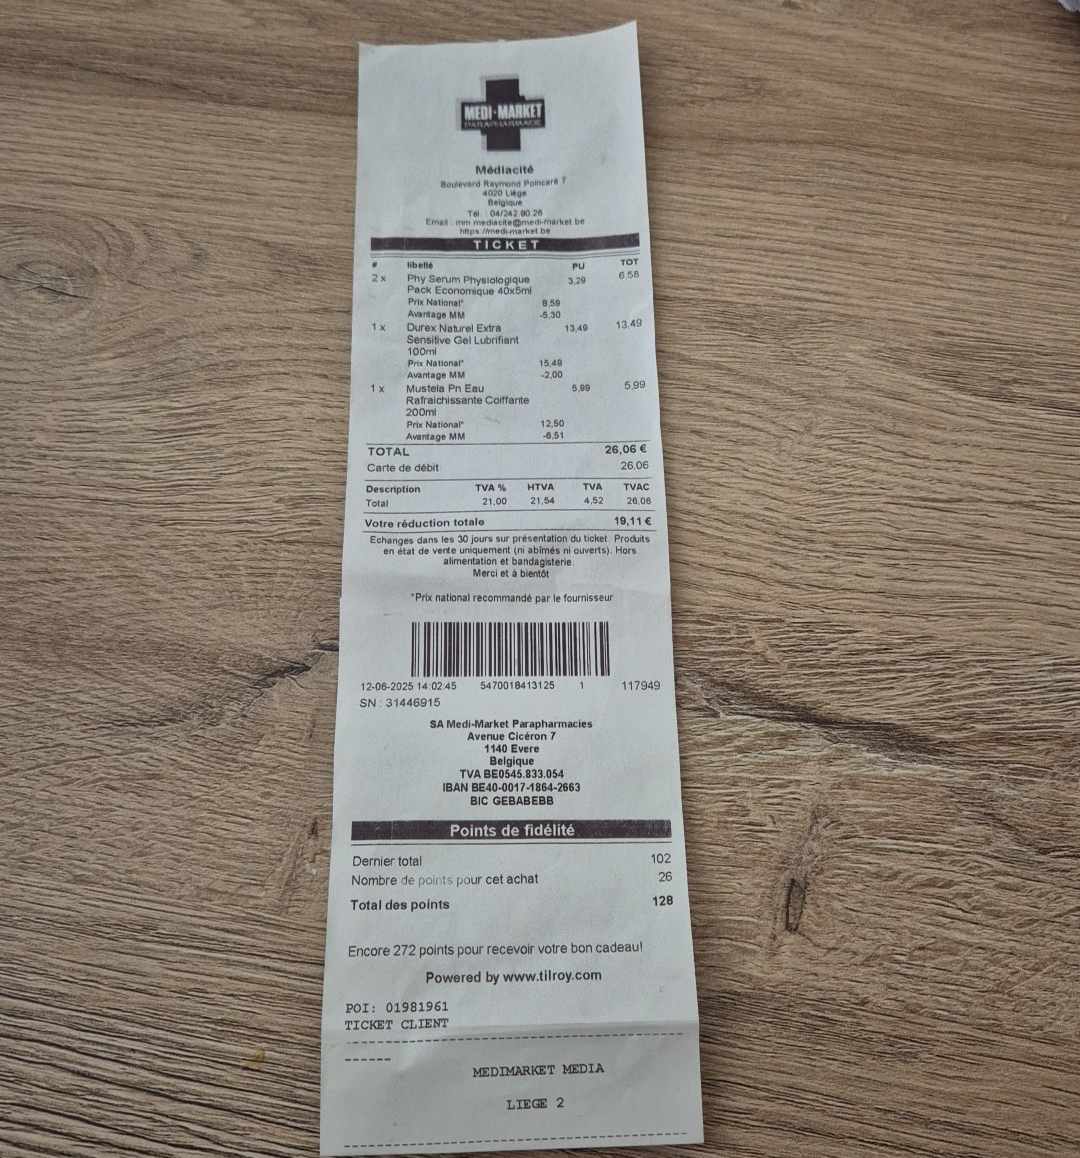 MEDI-MARKET
PARAPHARMACIE
Médiacité
Boulevard Raymond Poincaré 7
4020 Liège
Belgique
Tél. : 04/242.90.26
Email : mm.mediacite@medi-market.be
https://medi-market.be
TICKET
# libellé PU TOT
2 x Phy Serum Physiologique 3,29 6,58
Pack Economique 40x5ml
Prix National* 8,59
Avantage MM -5,30
1 x Durex Naturel Extra 13,49 13,49
Sensitive Gel Lubrifiant
100ml
Prix National* 15,49
Avantage MM -2,00
1 x Mustela Pn Eau 5,99 5,99
Rafraichissante Coiffante
200ml
Prix National* 12,50
Avantage MM -6,51
TOTAL 26,06 €
Carte de débit 26,06
Description TVA % HTVA TVA TVAC
Total 21,00 21,54 4,52 26,06
Votre réduction totale 19,11 €
Echanges dans les 30 jours sur présentation du ticket. Produits
en état de vente uniquement (ni abîmés ni ouverts). Hors
alimentation et bandagisterie.
Merci et à bientôt
*Prix national recommandé par le fournisseur
12-06-2025 14:02:45 5470018413125 1 117949
SN : 31446915
SA Medi-Market Parapharmacies
Avenue Cicéron 7
1140 Evere
Belgique
TVA BE0545.833.054
IBAN BE40-0017-1864-2663
BIC GEBABEBB
Points de fidélité
Dernier total 102
Nombre de points pour cet achat 26
Total des points 128
Encore 272 points pour recevoir votre bon cadeau!
Powered by www.tilroy.com
POI: 01981961
TICKET CLIENT
--------------------------------------------
------
MEDIMARKET MEDIA
LIEGE 2
--------------------------------------------